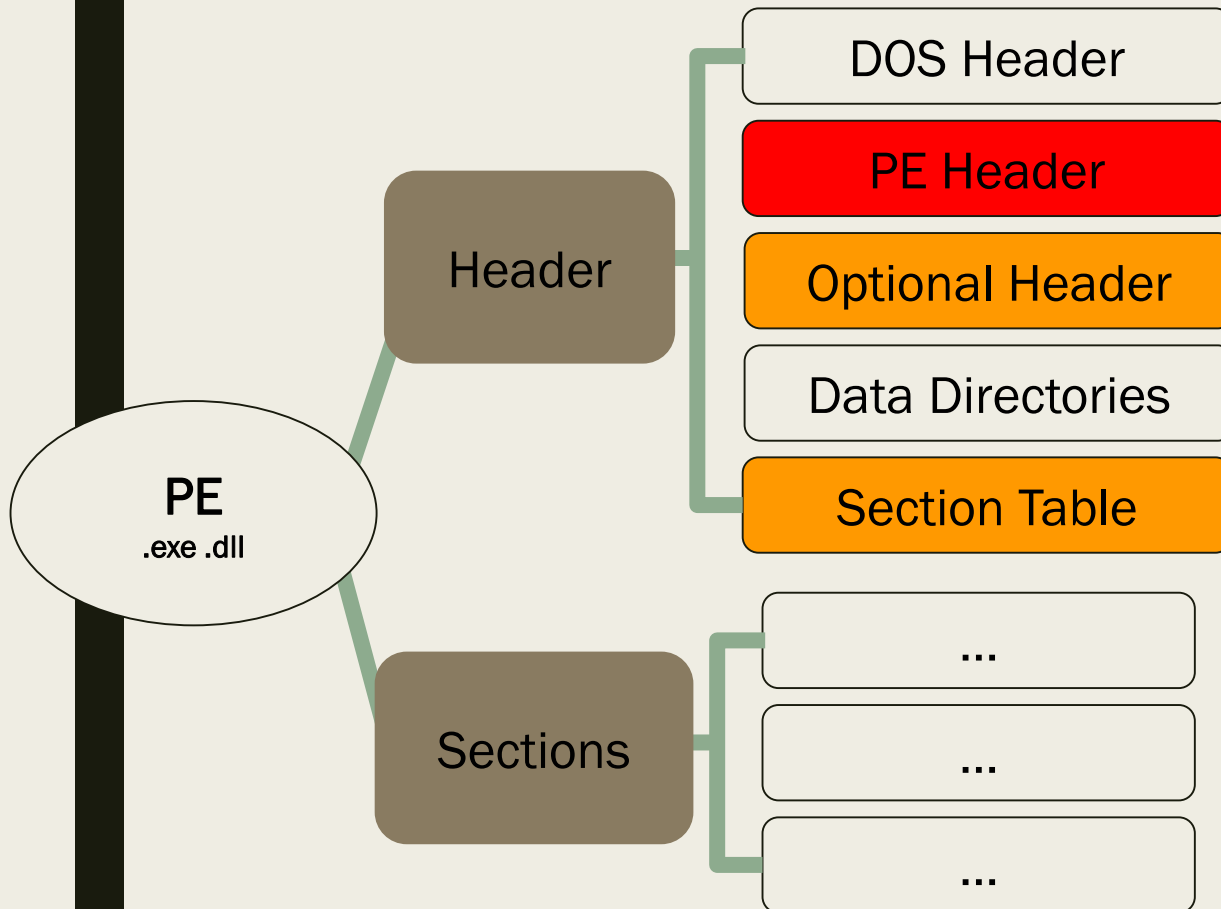 DOS Header
PE Header
Header
Optional Header
Data Directories
PE
.exe .dll
Section Table
...
Sections
...
...